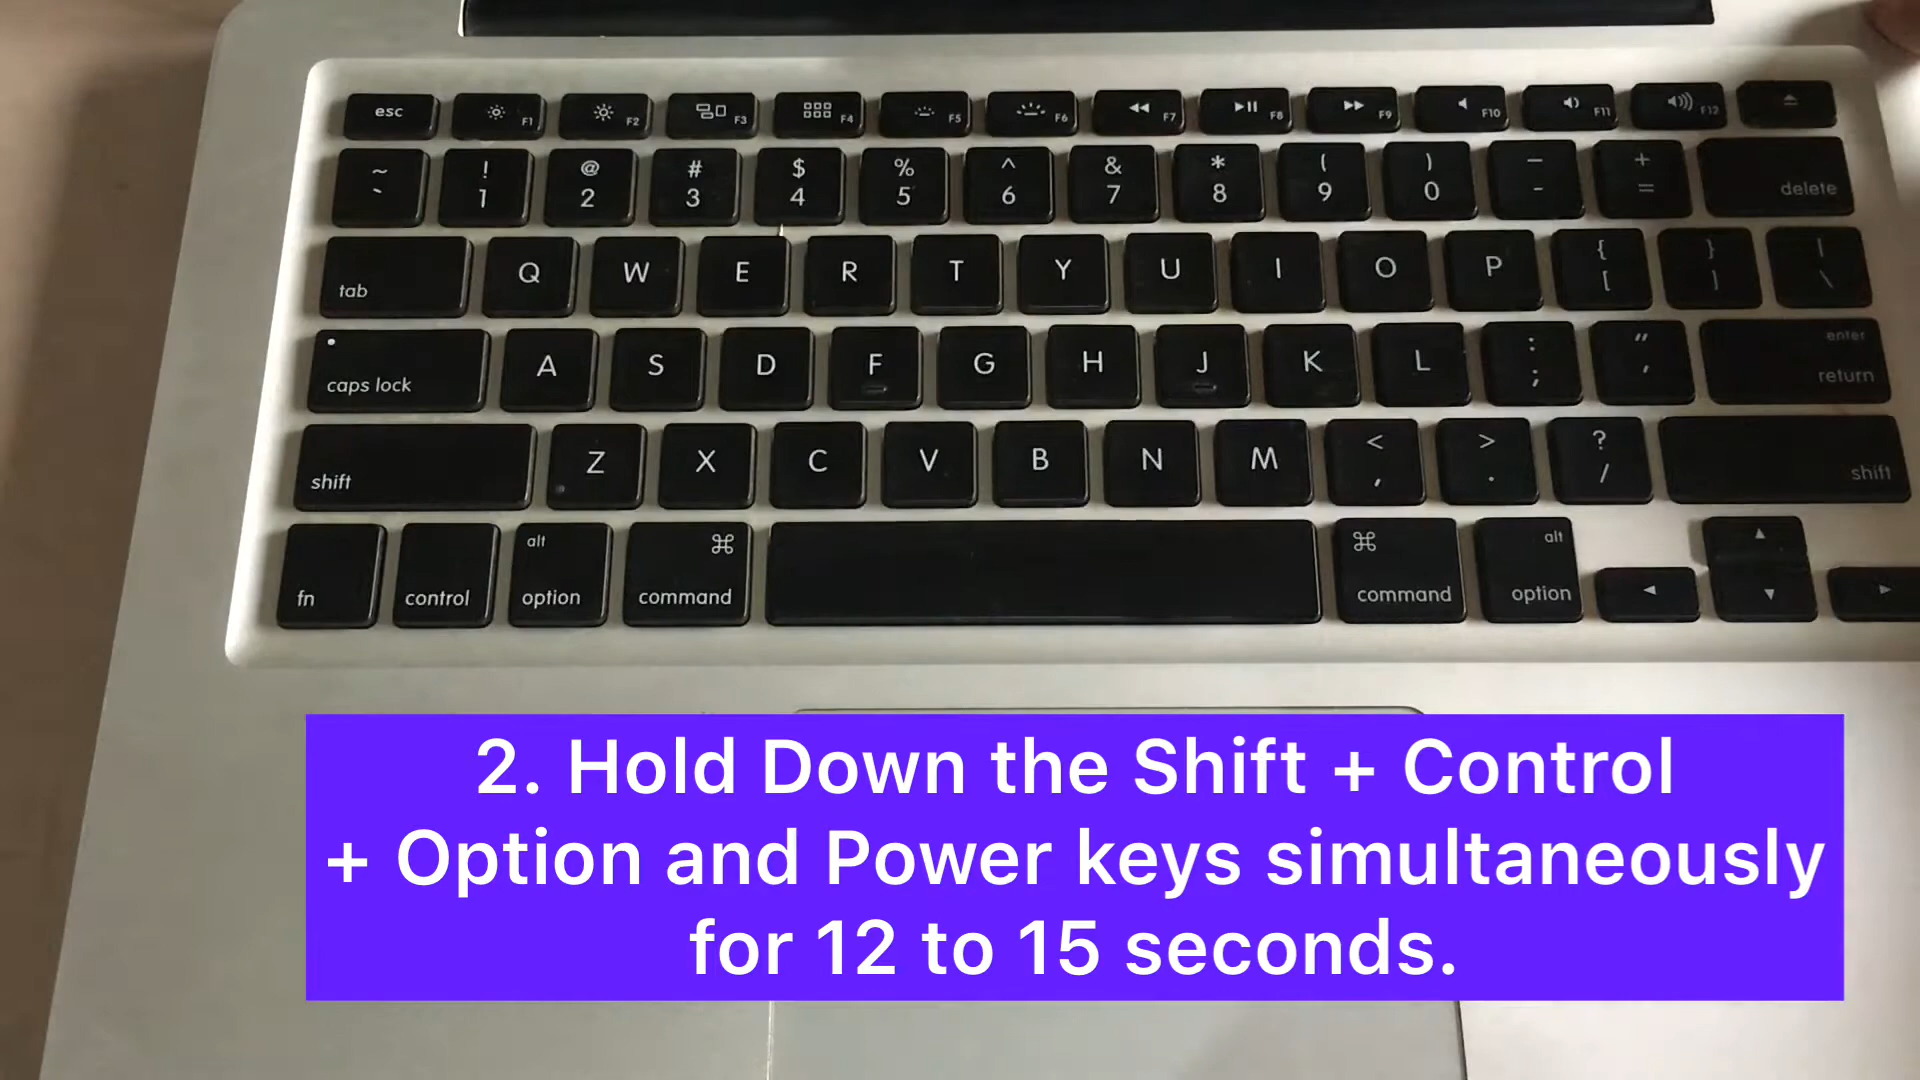 esc F1 F2 F3 F4 F5 F6 F7 F8 F9 F10 F11 F12
~ ! @ # $ % ^ & * ( ) — +
` 1 2 3 4 5 6 7 8 9 0 - = delete
tab Q W E R T Y U I O P { [ } ] | \
caps lock A S D F G H J K L : ; " ' enter return
shift Z X C V B N M < , > . ? / shift
fn control alt option ⌘ command ⌘ command alt option
2. Hold Down the Shift + Control
+ Option and Power keys simultaneously
for 12 to 15 seconds.